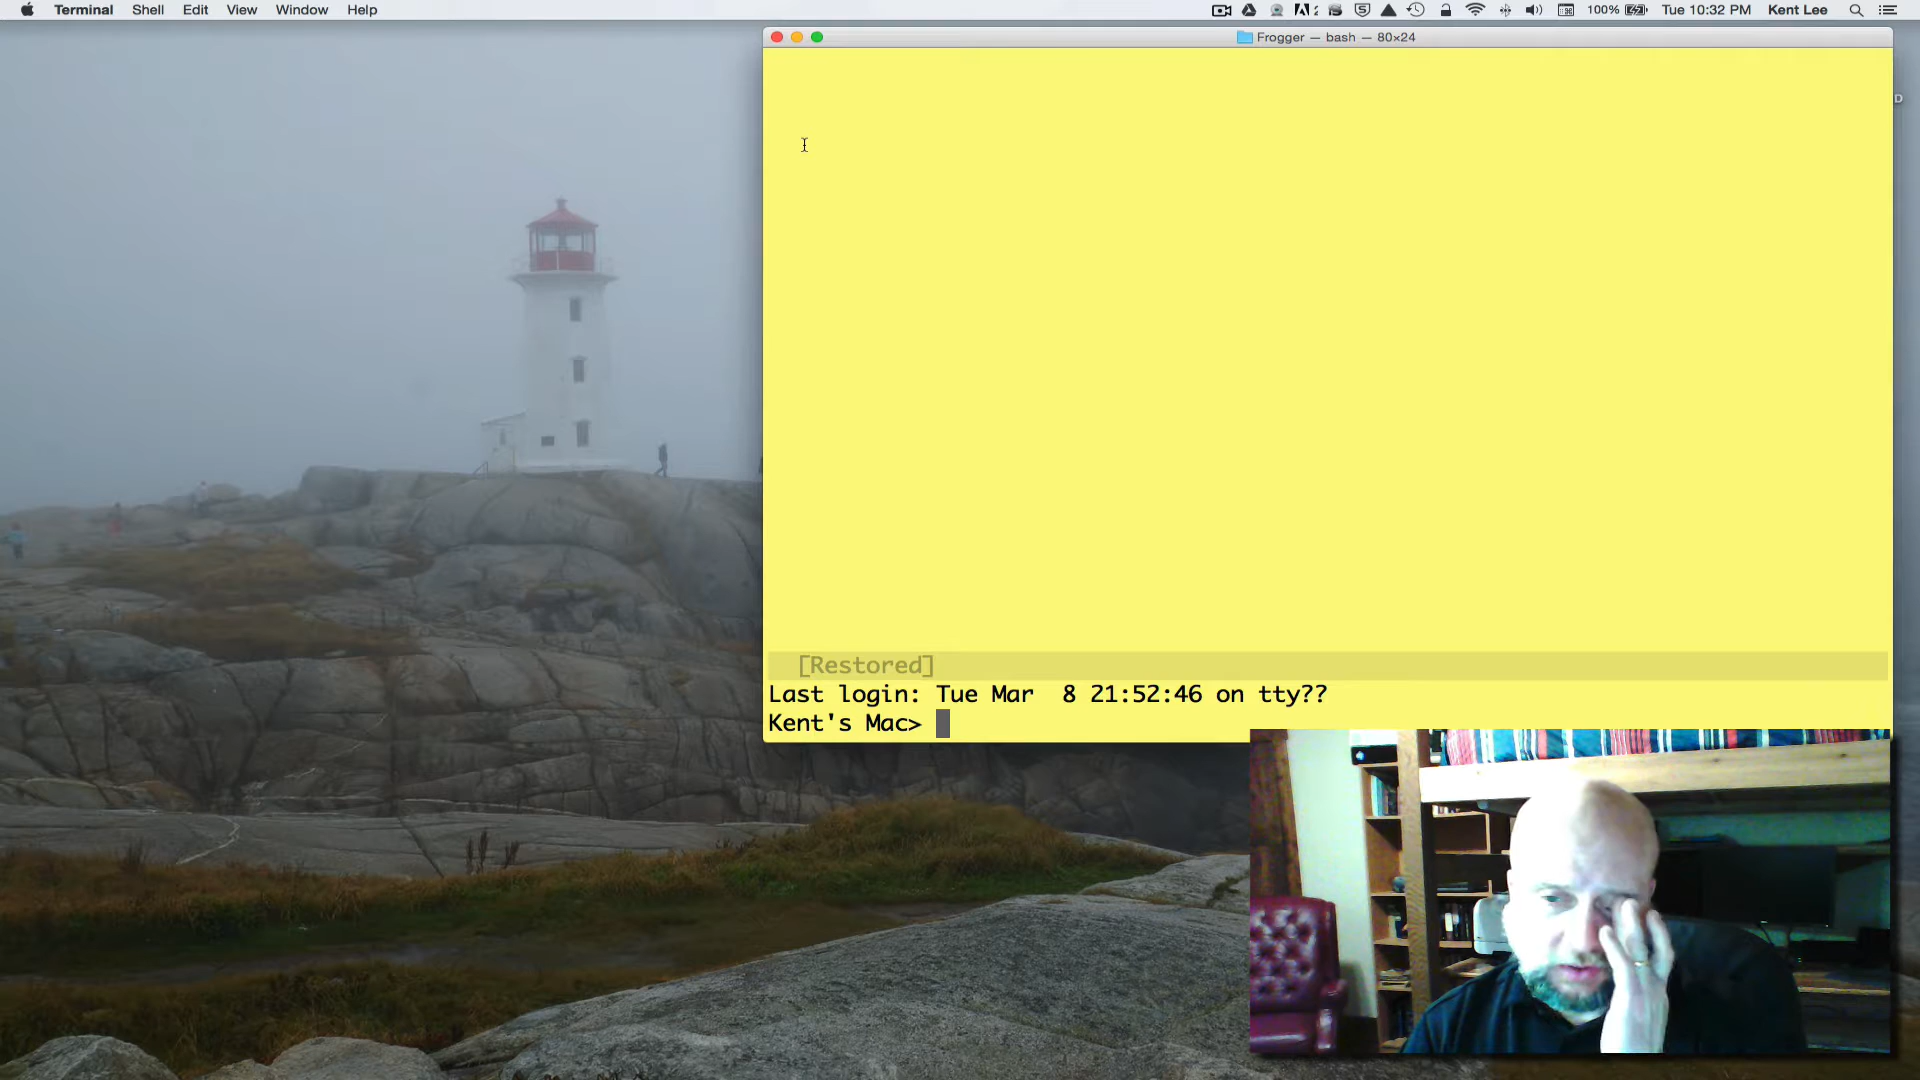 Terminal Shell Edit View Window Help
100% Tue 10:32 PM Kent Lee
Frogger — bash — 80×24
D
[Restored]
Last login: Tue Mar  8 21:52:46 on tty??
Kent's Mac>